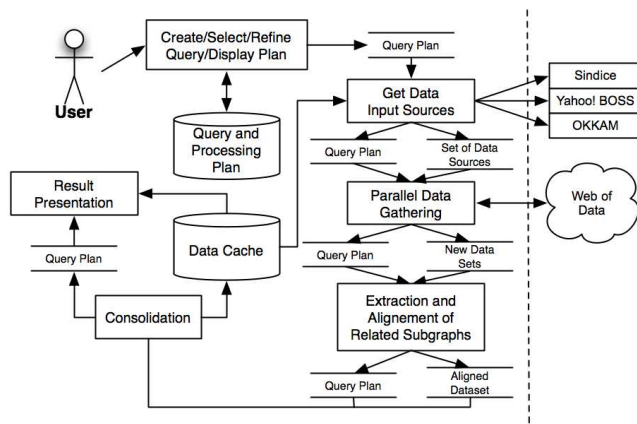 Create/Select/Refine
Query/Display Plan
Query Plan
User
Get Data
Input Sources
Sindice
Yahoo! BOSS
OKKAM
Query and
Processing
Plan
Query Plan
Set of Data
Sources
Result
Presentation
Parallel Data
Gathering
Web of
Data
Query Plan
Data Cache
Query Plan
New Data
Sets
Consolidation
Extraction and
Alignement of
Related Subgraphs
Query Plan
Aligned
Dataset